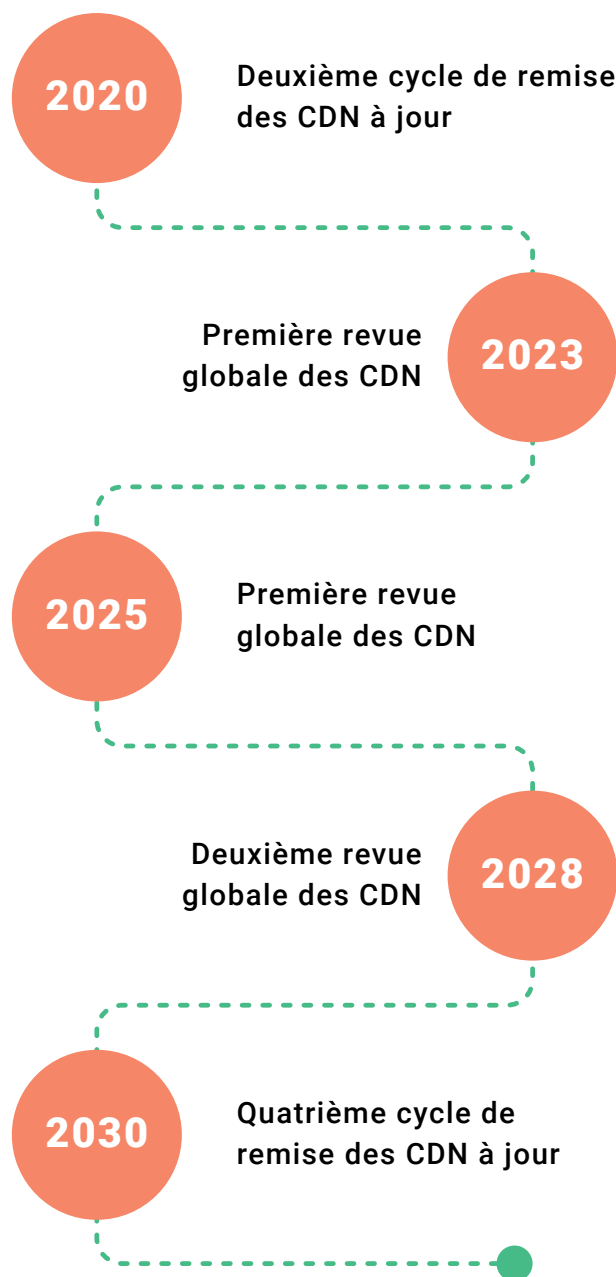 2020
Deuxième cycle de remise
des CDN à jour
Première revue
globale des CDN
2023
2025
Première revue
globale des CDN
Deuxième revue
globale des CDN
2028
2030
Quatrième cycle de
remise des CDN à jour